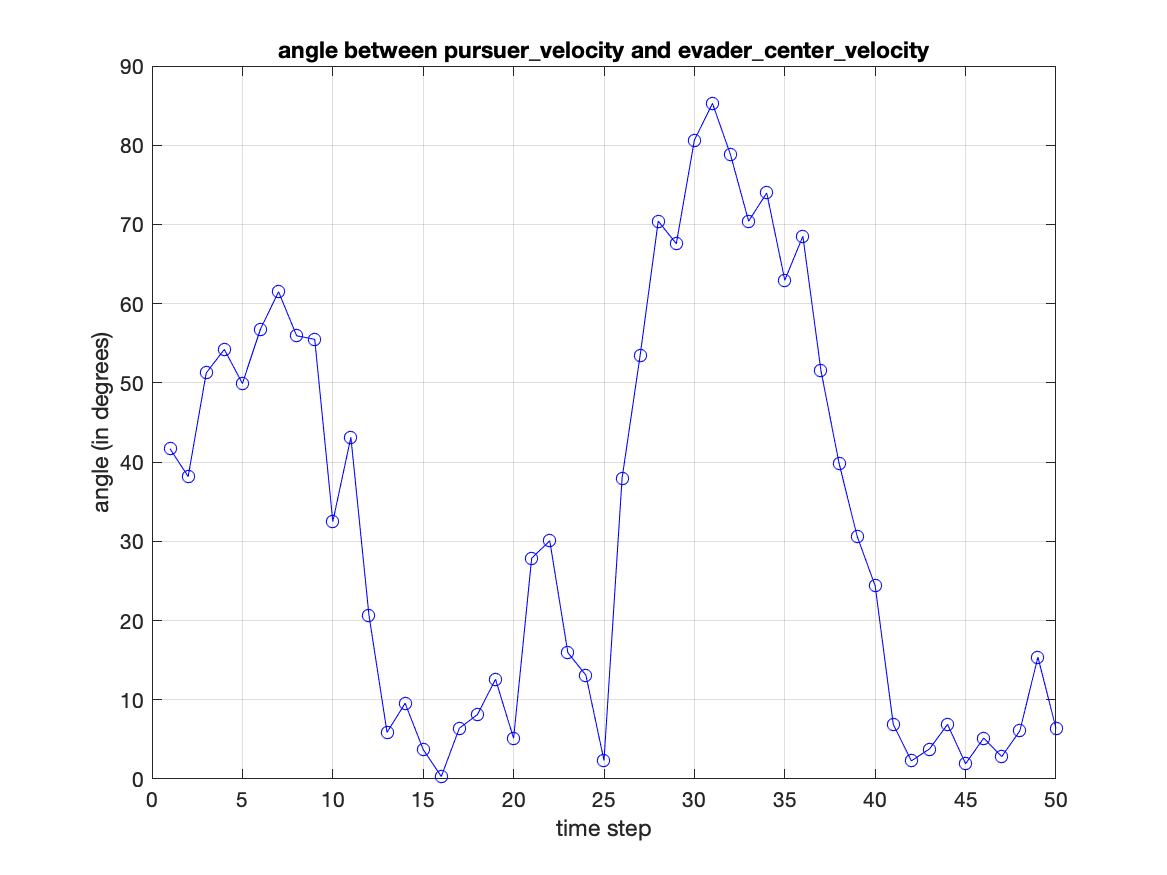 angle between pursuer_velocity and evader_center_velocity
90
80
70
60
50
40
30
20
10
0
angle (in degrees)
0 5 10 15 20 25 30 35 40 45 50
time step